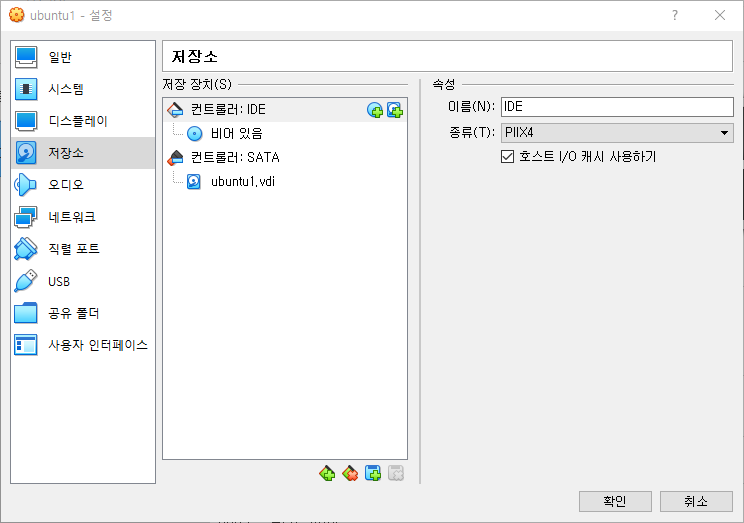 ubuntu1 - 설정
일반
시스템
디스플레이
저장소
오디오
네트워크
직렬 포트
USB
공유 폴더
사용자 인터페이스
저장소
저장 장치(S)
컨트롤러: IDE
비어 있음
컨트롤러: SATA
ubuntu1.vdi
속성
이름(N): IDE
종류(T): PIIX4
호스트 I/O 캐시 사용하기
확인
취소